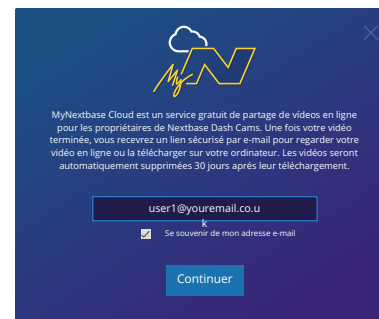 My N
MyNextbase Cloud est un service gratuit de partage de vídeos en ligne
pour les propriétaires de Nextbase Dash Cams. Une fois votre vidéo
terminée, vous recevrez un lien sécurisé par e-mail pour regarder votre
vidéo en ligne ou la télécharger sur votre ordinateur. Les vidéos seront
automatiquement supprimées 30 jours aprés leur téléchargement.
user1@youremail.co.u
k
Se souvenir de mon adresse e-mail
Continuer